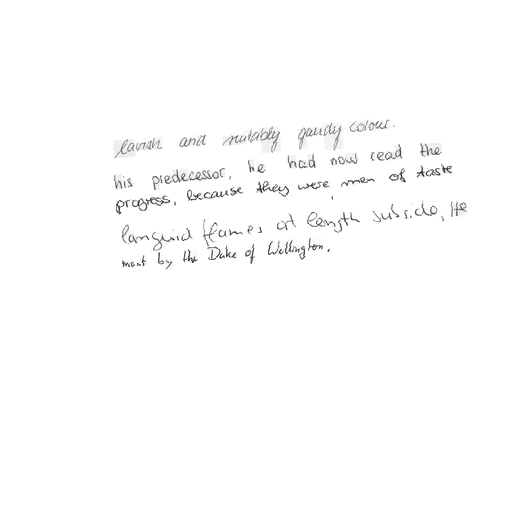 lavish and suitably gaudy colour.
his predecessor, he had now read the
progress, because they were men of taste
languid flames at length subside, the
ment by the Duke of Wellington.